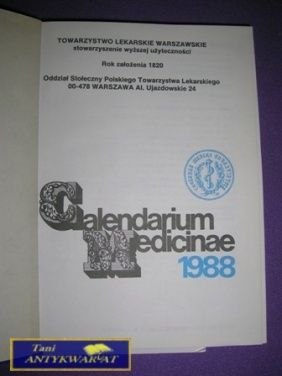 TOWARZYSTWO LEKARSKIE WARSZAWSKIE
stowarzyszenie wyższej użyteczności
Rok założenia 1820
Oddział Stołeczny Polskiego Towarzystwa Lekarskiego
00-478 WARSZAWA Al. Ujazdowskie 24
Calendarium
Medicinae
1988
Tani
ANTYKWARIAT